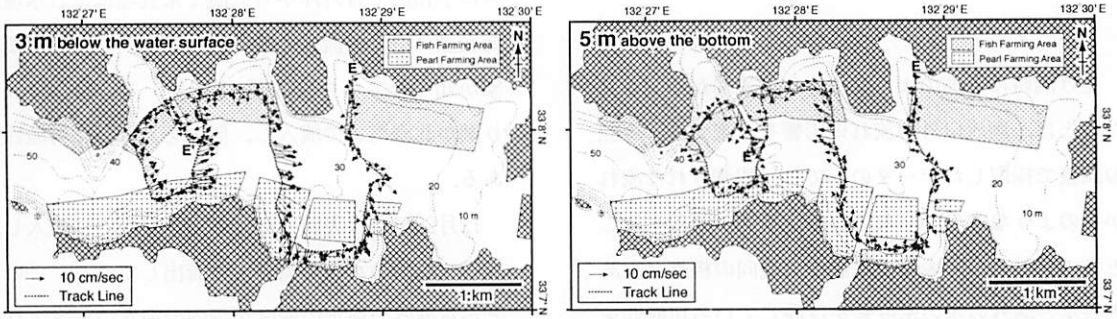 132°27' E 132°28' E 132°29' E 132°30' E
3 m below the water surface
N
Fish Farming Area
Pearl Farming Area
E
E'
50
40
30
20
10 m
33°8' N
33°7' N
10 cm/sec
Track Line
1 km
132°27' E 132°28' E 132°29' E 132°30' E
5 m above the bottom
N
Fish Farming Area
Pearl Farming Area
E
E'
50
40
30
20
10 m
33°8' N
33°7' N
10 cm/sec
Track Line
1 km